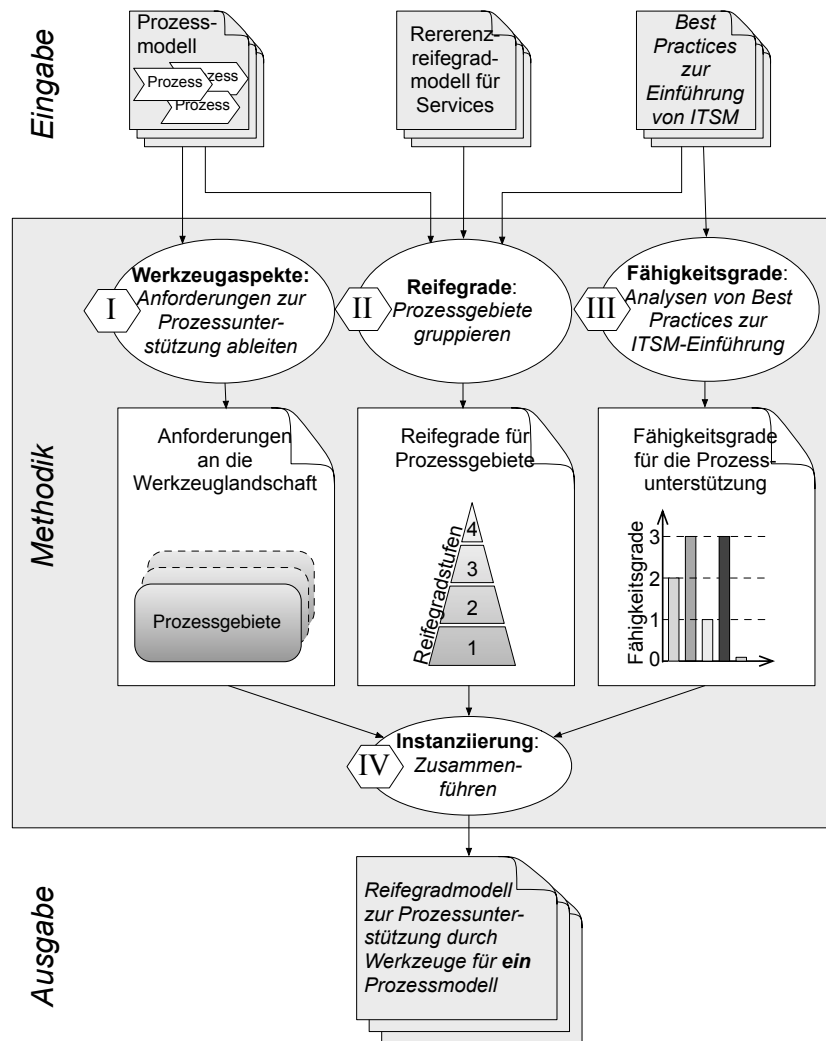 Eingabe
Prozess-
modell
Prozess
Prozess
Prozess
Rererenz-
reifegrad-
modell für
Services
Best
Practices
zur
Einführung
von ITSM
Methodik
I
Werkzeugaspekte:
Anforderungen zur
Prozessunter-
stützung ableiten
II
Reifegrade:
Prozessgebiete
gruppieren
III
Fähigkeitsgrade:
Analysen von Best
Practices zur
ITSM-Einführung
Anforderungen
an die
Werkzeuglandschaft
Prozessgebiete
Reifegrade für
Prozessgebiete
Reifegradstufen
4
3
2
1
Fähigkeitsgrade
für die Prozess-
unterstützung
Fähigkeitsgrade
3
2
1
0
IV
Instanziierung:
Zusammen-
führen
Ausgabe
Reifegradmodell
zur Prozessunter-
stützung durch
Werkzeuge für ein
Prozessmodell